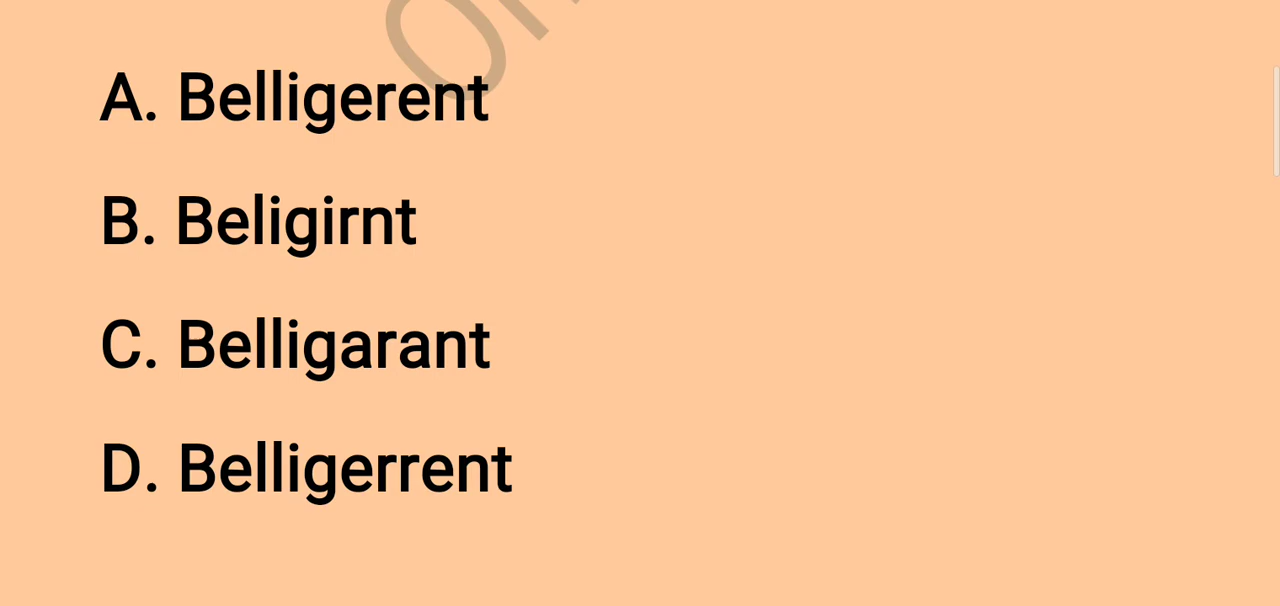 A. Belligerent
B. Beligirnt
C. Belligarant
D. Belligerrent